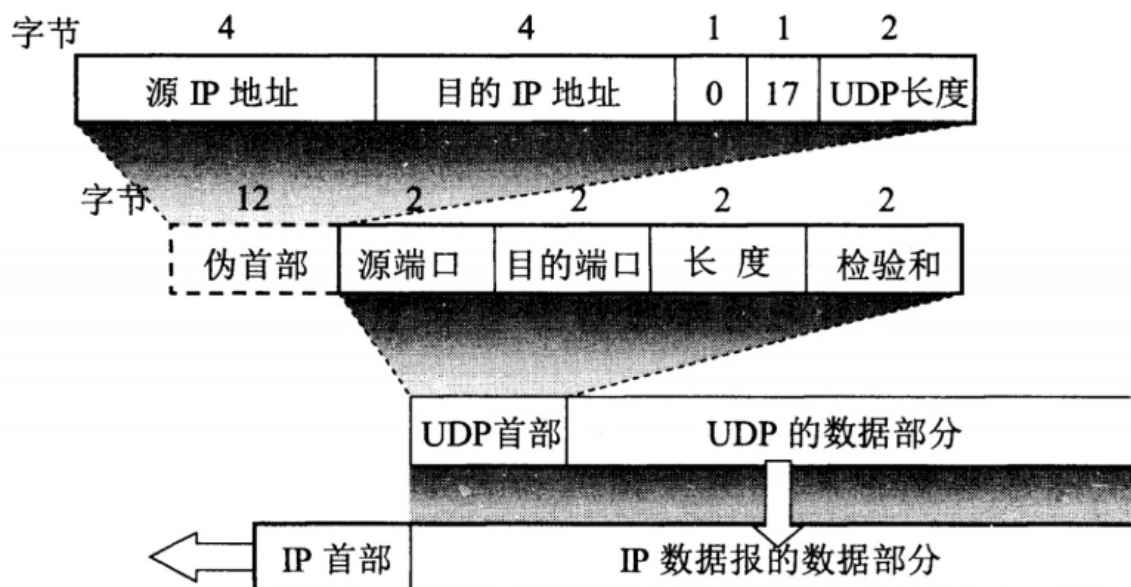 字节 4 4 1 1 2
源 IP 地址 目的 IP 地址 0 17 UDP长度
字节 12 2 2 2 2
伪首部 源端口 目的端口 长 度 检验和
UDP首部 UDP 的数据部分
IP 首部 IP 数据报的数据部分